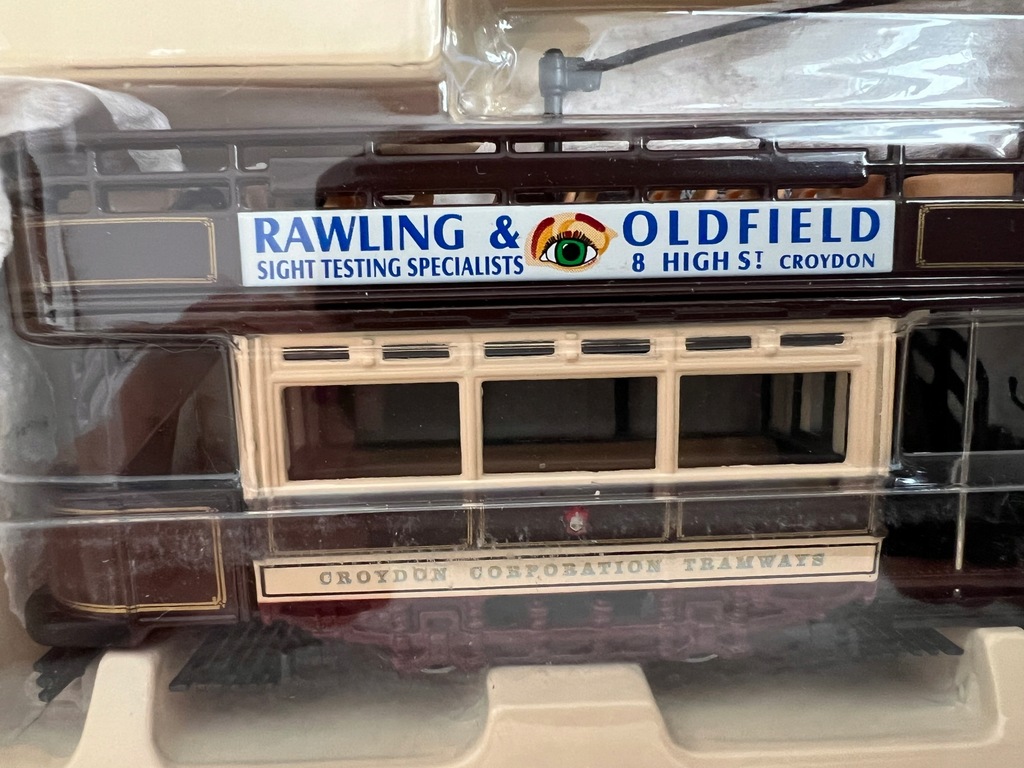 RAWLING & OLDFIELD
SIGHT TESTING SPECIALISTS 8 HIGH ST CROYDON
CROYDON CORPORATION TRAMWAYS